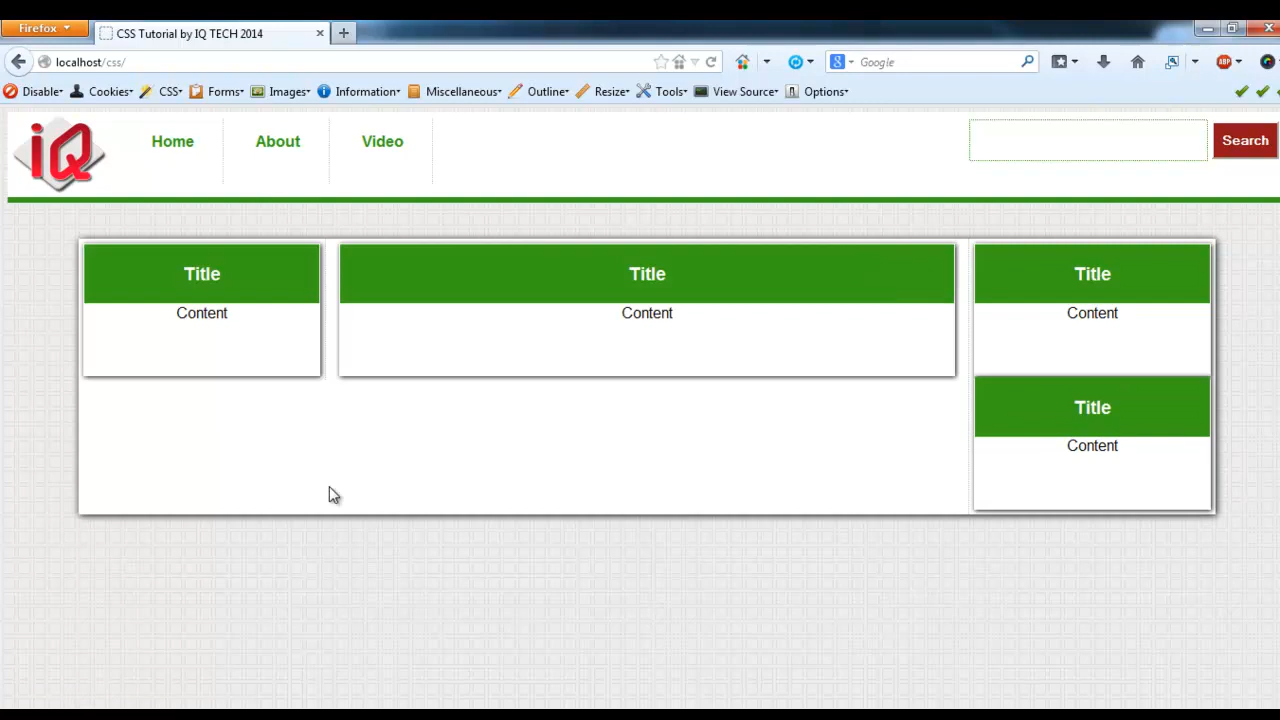 Firefox
CSS Tutorial by IQ TECH 2014
localhost/css/
Google
Disable Cookies CSS Forms Images Information Miscellaneous Outline Resize Tools View Source Options
iQ
Home About Video
Search
Title Title Title
Content Content Content
Title
Content